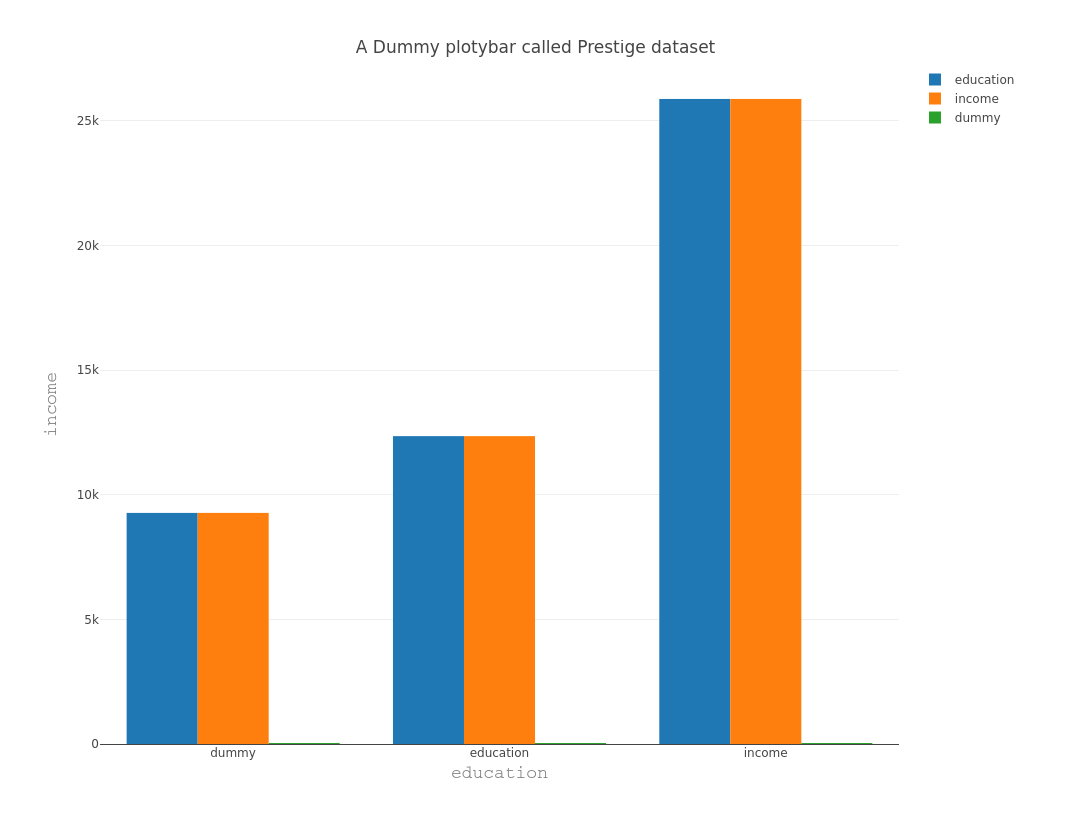 A Dummy plotybar called Prestige dataset
education
income
dummy
25k
20k
15k
10k
5k
0
income
dummy
education
income
education